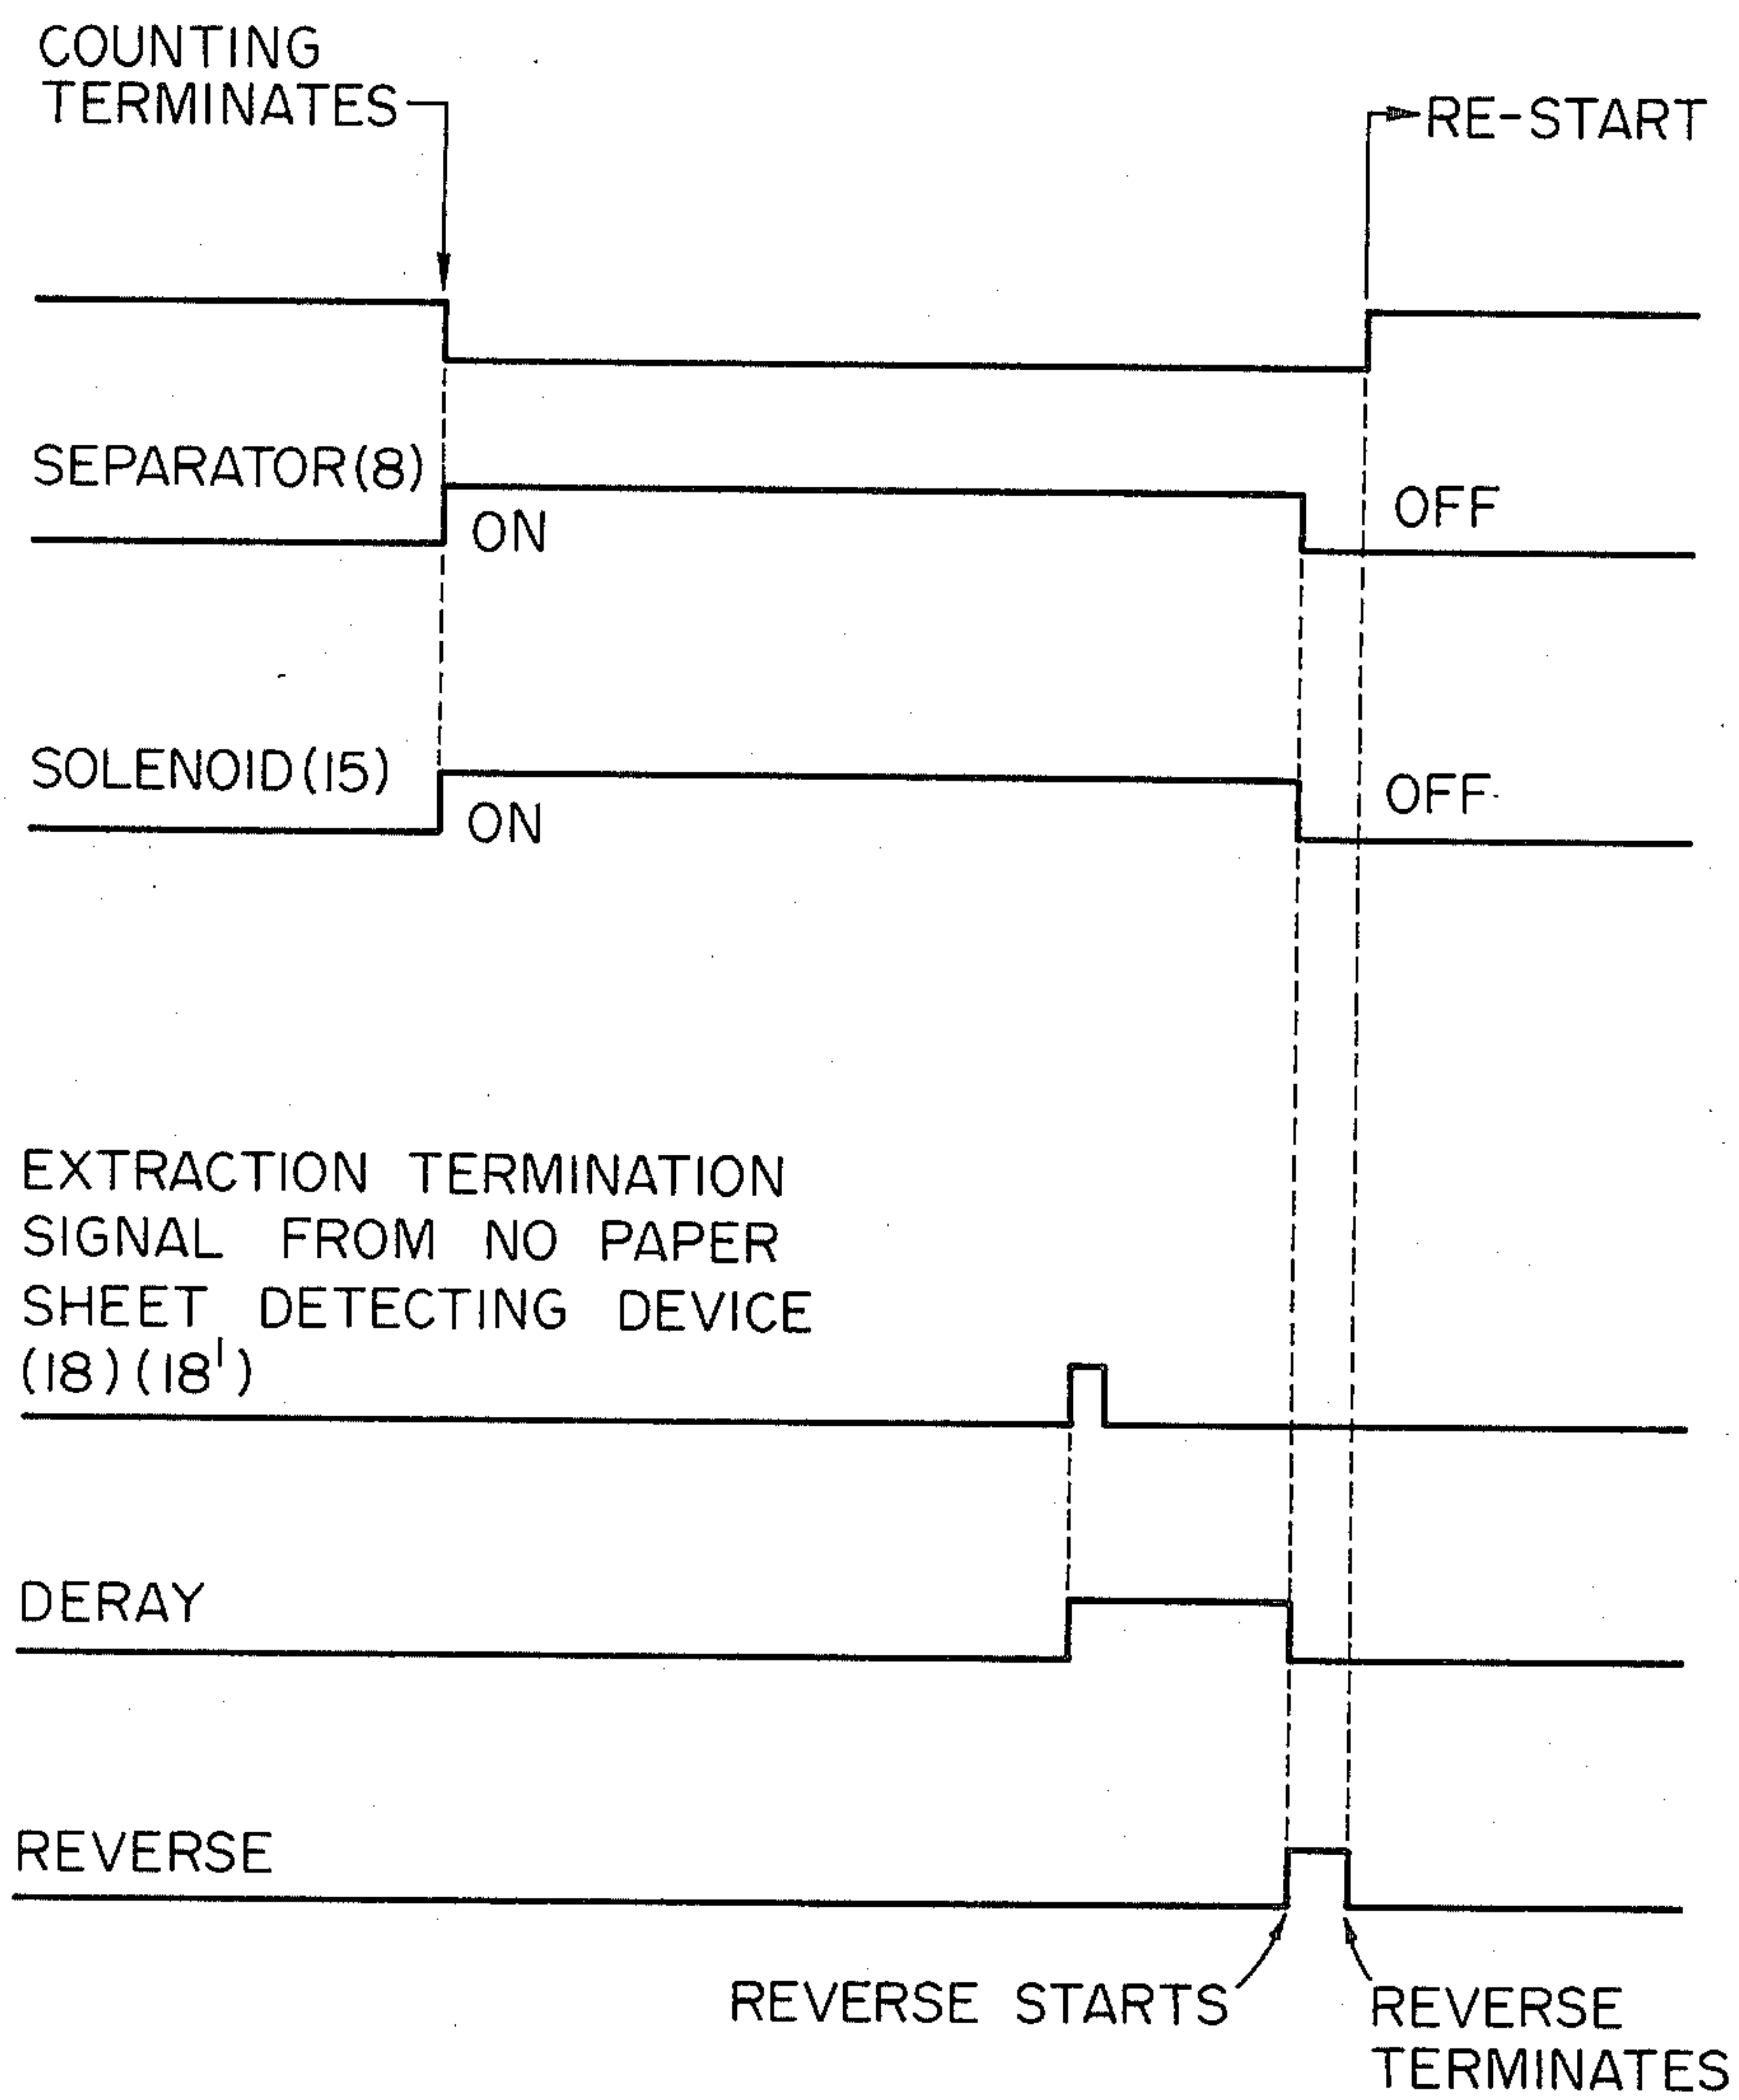 COUNTING
TERMINATES
RE-START
SEPARATOR(8)
ON
OFF
SOLENOID(15)
ON
OFF
EXTRACTION TERMINATION
SIGNAL FROM NO PAPER
SHEET DETECTING DEVICE
(18)(18')
DERAY
REVERSE
REVERSE STARTS
REVERSE
TERMINATES